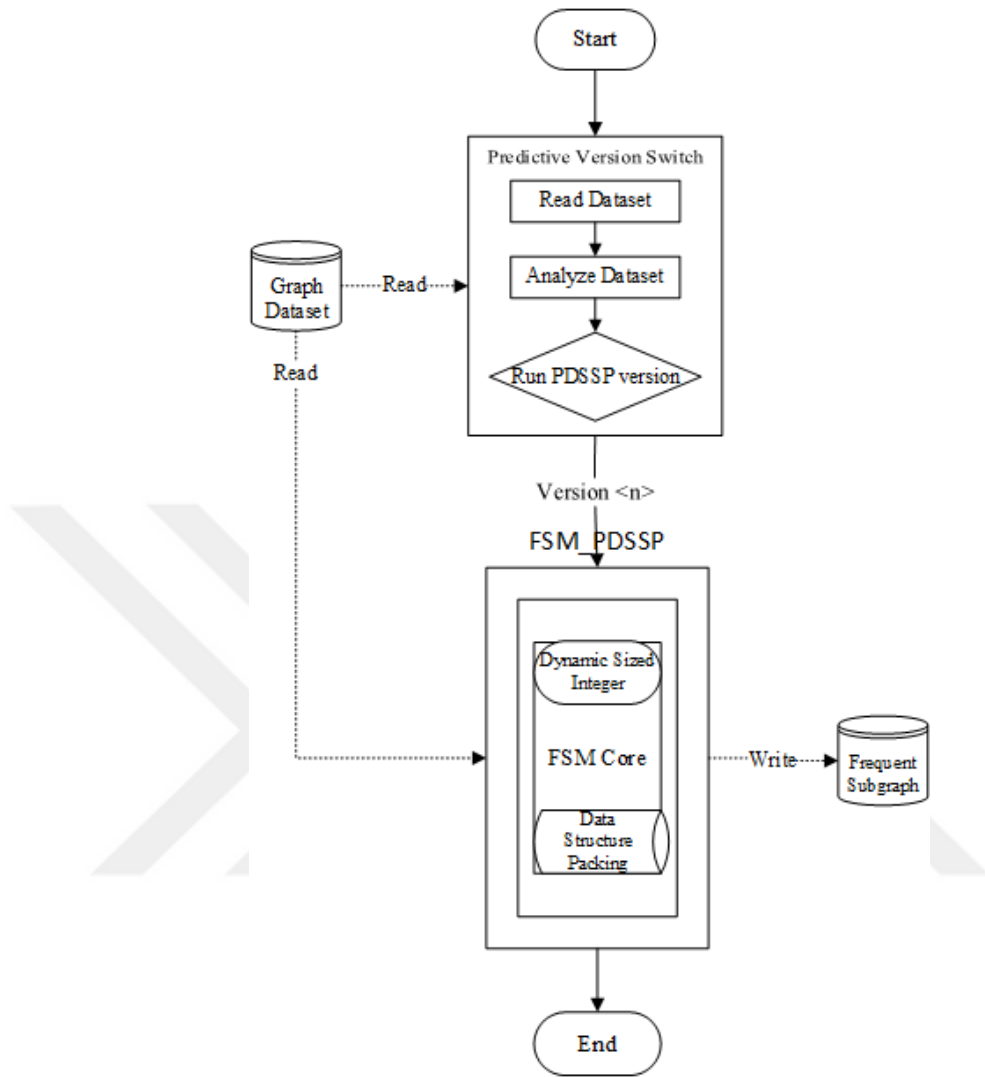 Start
Predictive Version Switch
Read Dataset
Analyze Dataset
Run PDSSP version
Graph
Dataset
Read
Read
Version <n>
FSM_PDSSP
Dynamic Sized
Integer
FSM Core
Data
Structure
Packing
Write
Frequent
Subgraph
End